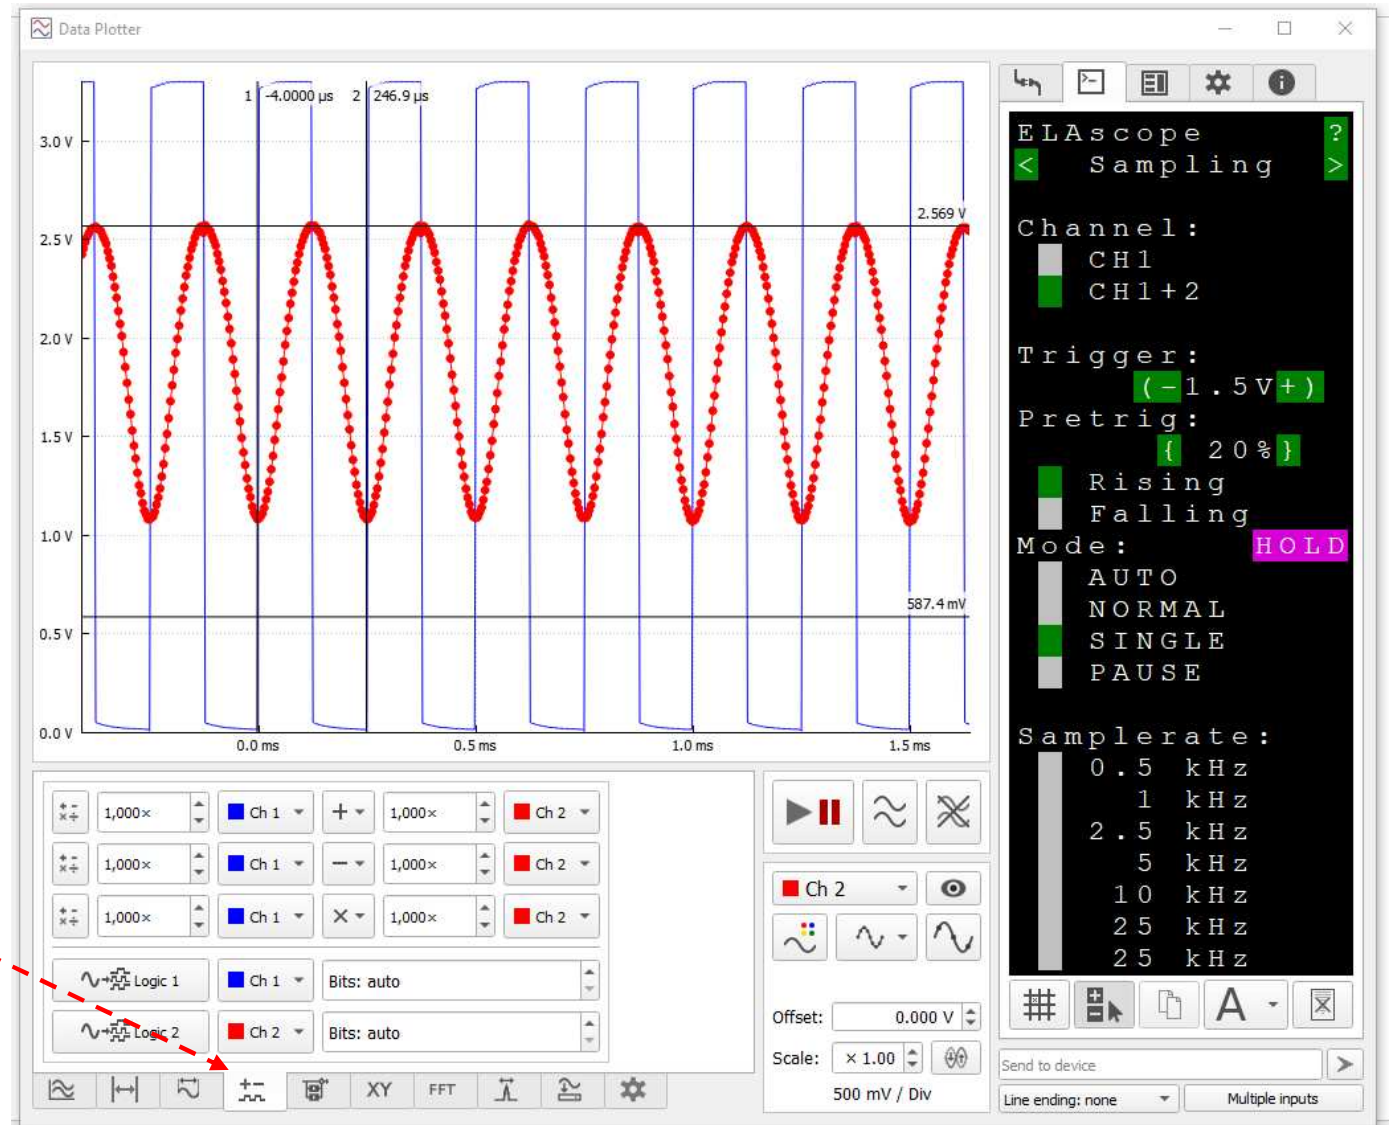 Data Plotter
1 -4.0000 µs 2 246.9 µs
3.0 V
2.569 V
2.5 V
2.0 V
1.5 V
1.0 V
587.4 mV
0.5 V
0.0 V
0.0 ms 0.5 ms 1.0 ms 1.5 ms
ELAscope ?
< Sampling >
Channel:
CH1
CH1+2
Trigger:
(-1.5V+)
Pretrig:
{ 20%}
Rising
Falling
Mode: HOLD
AUTO
NORMAL
SINGLE
PAUSE
Samplerate:
0.5 kHz
1 kHz
2.5 kHz
5 kHz
10 kHz
25 kHz
25 kHz
A
Send to device
Line ending: none Multiple inputs
1,000× Ch 1 + 1,000× Ch 2
1,000× Ch 1 − 1,000× Ch 2
1,000× Ch 1 × 1,000× Ch 2
Logic 1 Ch 1 Bits: auto
Logic 2 Ch 2 Bits: auto
XY FFT
Ch 2
Offset: 0.000 V
Scale: × 1.00
500 mV / Div